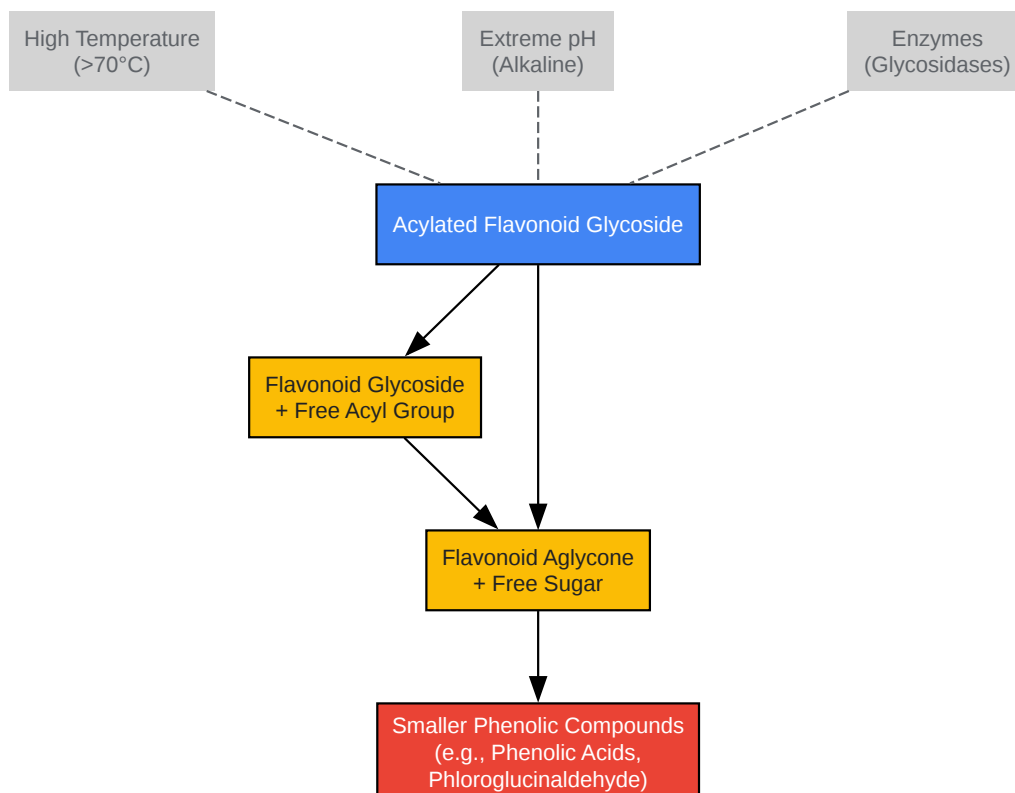 High Temperature
(>70°C)
Extreme pH
(Alkaline)
Enzymes
(Glycosidases)
Acylated Flavonoid Glycoside
Flavonoid Glycoside
+ Free Acyl Group
Flavonoid Aglycone
+ Free Sugar
Smaller Phenolic Compounds
(e.g., Phenolic Acids,
Phloroglucinaldehyde)